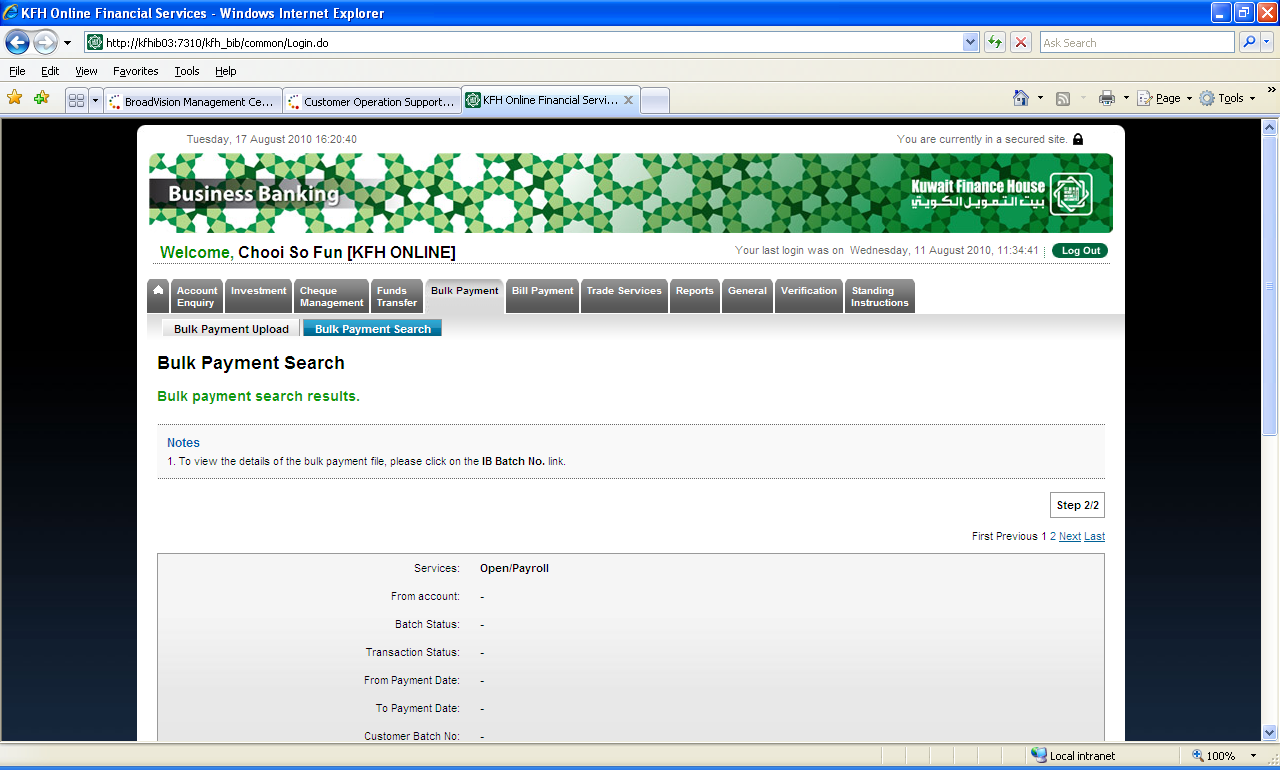 KFH Online Financial Services - Windows Internet Explorer
http://kfhib03:7310/kfh_bib/common/Login.do
Ask Search
File Edit View Favorites Tools Help
BroadVision Management Ce... Customer Operation Support... KFH Online Financial Servi... Page Tools
Tuesday, 17 August 2010 16:20:40 You are currently in a secured site.
Business Banking
Kuwait Finance House
بيت التمويل الكويتي
Welcome, Chooi So Fun [KFH ONLINE] Your last login was on Wednesday, 11 August 2010, 11:34:41 Log Out
Account Enquiry Investment Cheque Management Funds Transfer Bulk Payment Bill Payment Trade Services Reports General Verification Standing Instructions
Bulk Payment Upload Bulk Payment Search
Bulk Payment Search
Bulk payment search results.
Notes
1. To view the details of the bulk payment file, please click on the IB Batch No. link.
Step 2/2
First Previous 1 2 Next Last
Services: Open/Payroll
From account: -
Batch Status: -
Transaction Status: -
From Payment Date: -
To Payment Date: -
Customer Batch No: -
Local intranet 100%